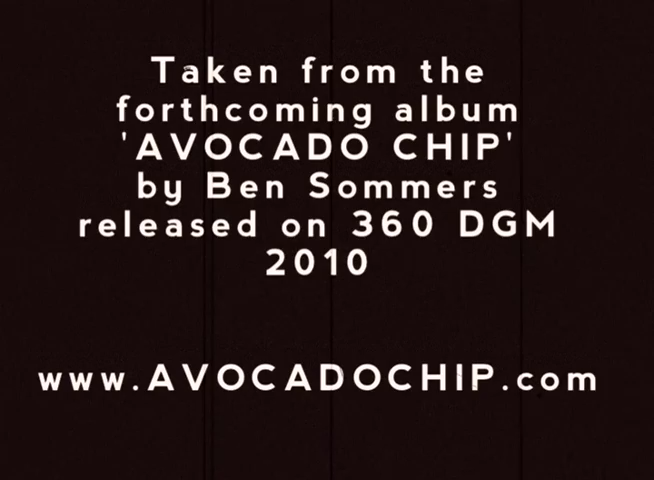 Taken from the
forthcoming album
'AVOCADO CHIP'
by Ben Sommers
released on 360 DGM
2010
www.AVOCADOCHIP.com